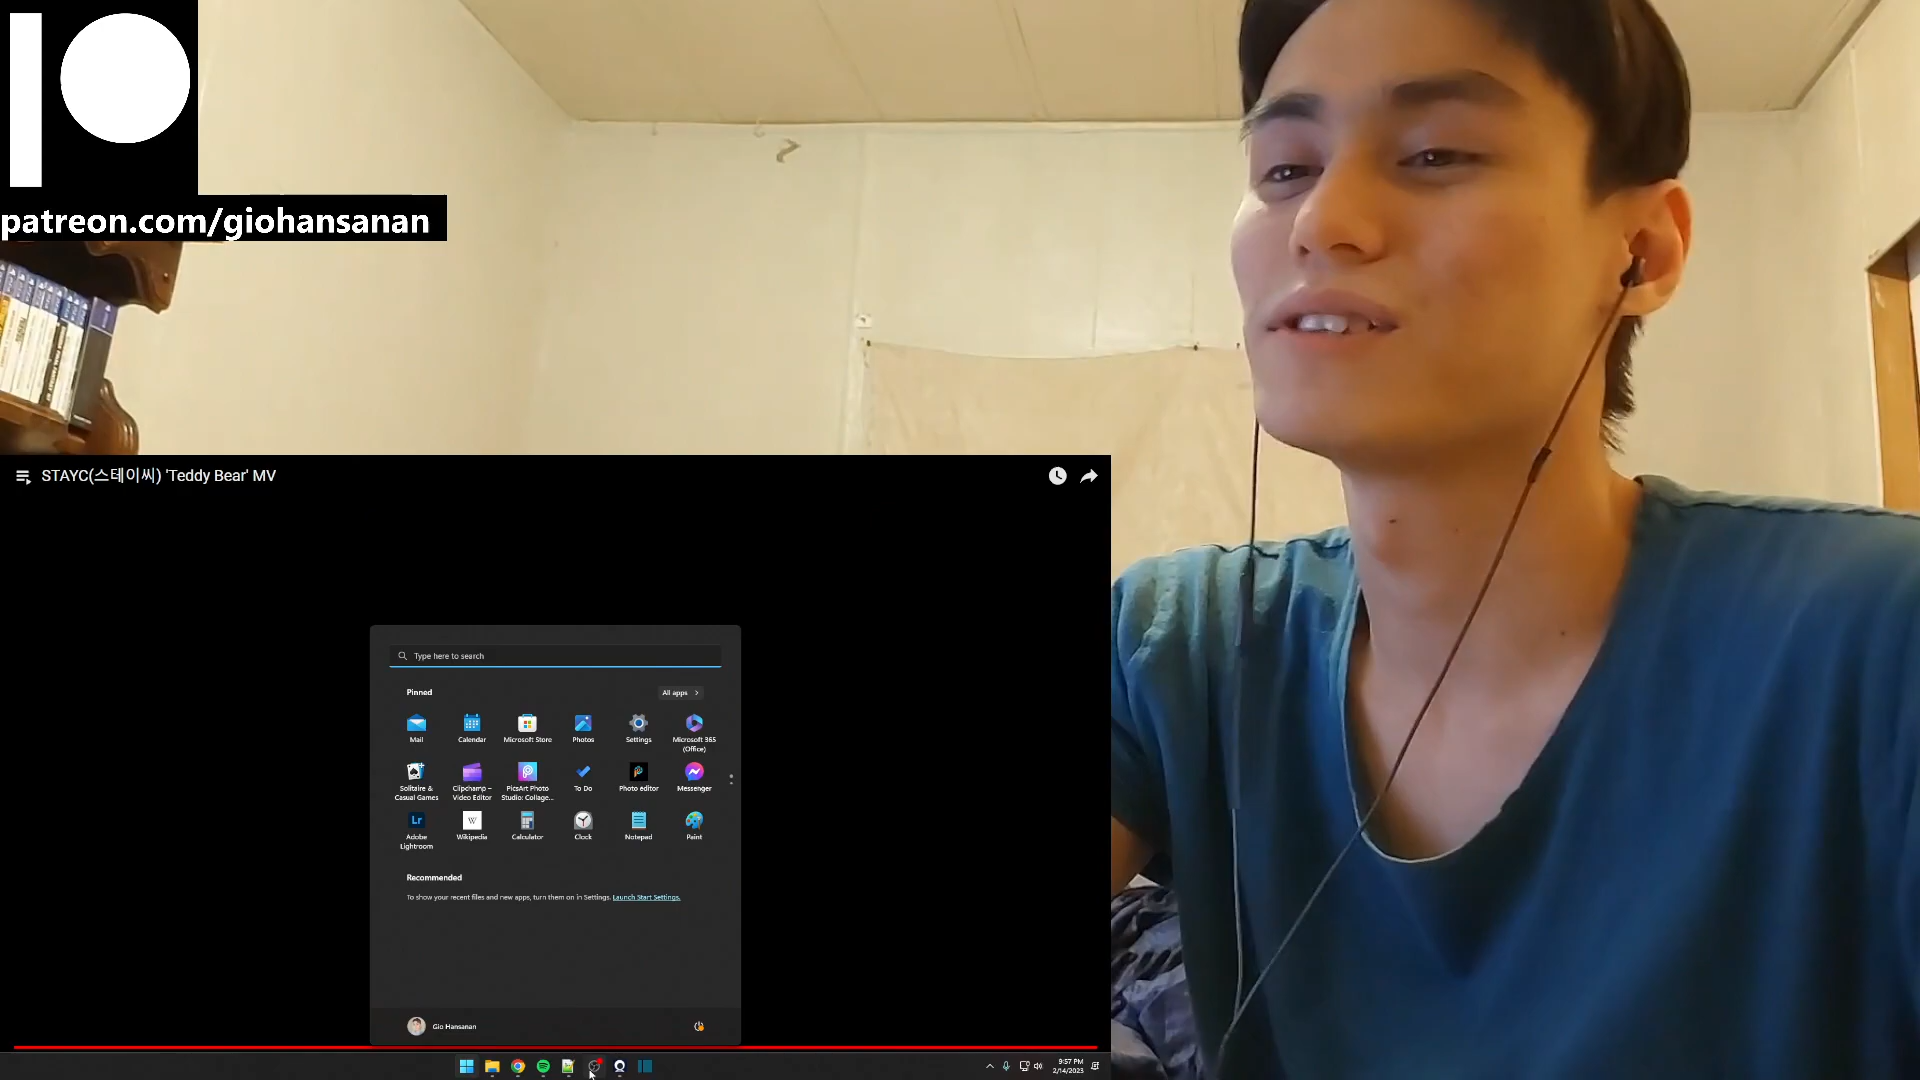 patreon.com/giohansanan
STAYC(스테이씨) 'Teddy Bear' MV
Type here to search
Pinned
All apps
Mail
Calendar
Microsoft Store
Photos
Settings
Microsoft 365
(Office)
Solitaire &
Casual Games
Clipchamp –
Video Editor
PicsArt Photo
Studio: Collage...
To Do
Photo editor
Messenger
Lr
Adobe
Lightroom
W
Wikipedia
Calculator
Clock
Notepad
Paint
Recommended
To show your recent files and new apps, turn them on in Settings. Launch Start Settings.
Gio Hansanan
9:57 PM
2/14/2023